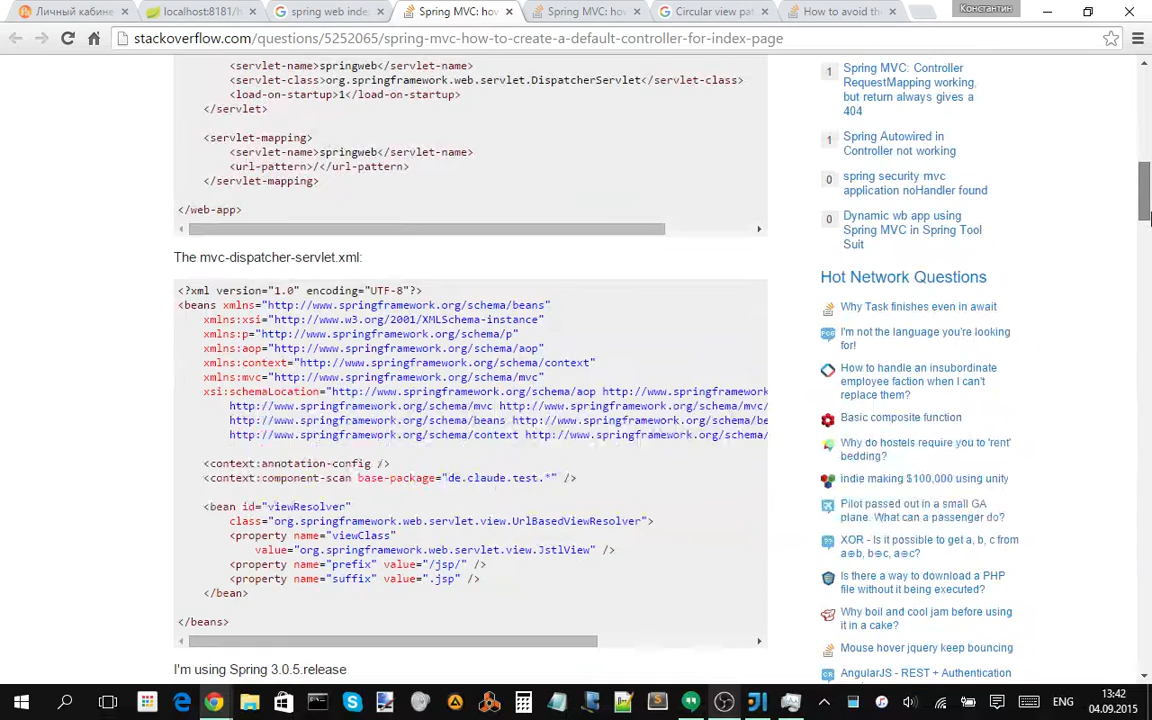 Личный кабине
localhost:8181/
spring web inde
Spring MVC: hov
Spring MVC: hov
Circular view pat
How to avoid th
Константин
stackoverflow.com/questions/5252065/spring-mvc-how-to-create-a-default-controller-for-index-page
<servlet-name>springweb</servlet-name>
<servlet-class>org.springframework.web.servlet.DispatcherServlet</servlet-class>
<load-on-startup>1</load-on-startup>
</servlet>
<servlet-mapping>
<servlet-name>springweb</servlet-name>
<url-pattern>/</url-pattern>
</servlet-mapping>
</web-app>
The mvc-dispatcher-servlet.xml:
<?xml version="1.0" encoding="UTF-8"?>
<beans xmlns="http://www.springframework.org/schema/beans"
xmlns:xsi="http://www.w3.org/2001/XMLSchema-instance"
xmlns:p="http://www.springframework.org/schema/p"
xmlns:aop="http://www.springframework.org/schema/aop"
xmlns:context="http://www.springframework.org/schema/context"
xmlns:mvc="http://www.springframework.org/schema/mvc"
xsi:schemaLocation="http://www.springframework.org/schema/aop http://www.springframework
http://www.springframework.org/schema/mvc http://www.springframework.org/schema/mvc/
http://www.springframework.org/schema/beans http://www.springframework.org/schema/be
http://www.springframework.org/schema/context http://www.springframework.org/schema/
<context:annotation-config />
<context:component-scan base-package="de.claude.test.*" />
<bean id="viewResolver"
class="org.springframework.web.servlet.view.UrlBasedViewResolver">
<property name="viewClass"
value="org.springframework.web.servlet.view.JstlView" />
<property name="prefix" value="/jsp/" />
<property name="suffix" value=".jsp" />
</bean>
</beans>
I'm using Spring 3.0.5.release
1 Spring MVC: Controller
RequestMapping working,
but return always gives a
404
1 Spring Autowired in
Controller not working
0 spring security mvc
application noHandler found
0 Dynamic wb app using
Spring MVC in Spring Tool
Suit
Hot Network Questions
Why Task finishes even in await
I'm not the language you're looking
for!
How to handle an insubordinate
employee faction when I can't
replace them?
Basic composite function
Why do hostels require you to 'rent'
bedding?
indie making $100,000 using unity
Pilot passed out in a small GA
plane. What can a passenger do?
XOR - Is it possible to get a, b, c from
a⊕b, b⊕c, a⊕c?
Is there a way to download a PHP
file without it being executed?
Why boil and cool jam before using
it in a cake?
Mouse hover jquery keep bouncing
AngularJS - REST + Authentication
ENG
13:42
04.09.2015